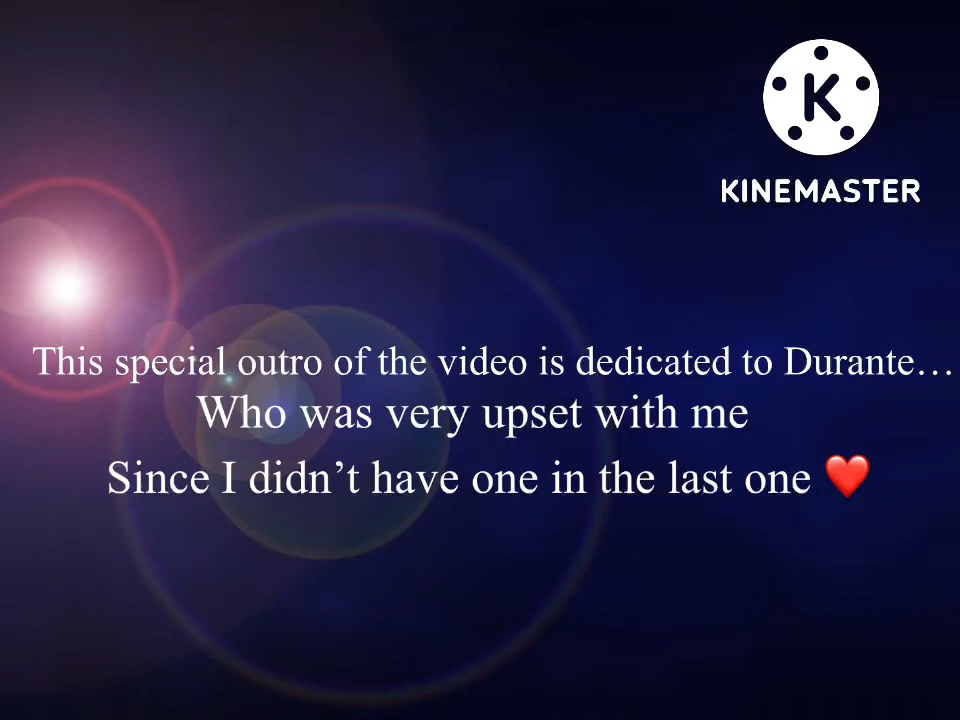 K
KINEMASTER
This special outro of the video is dedicated to Durante…
Who was very upset with me
Since I didn’t have one in the last one ❤️